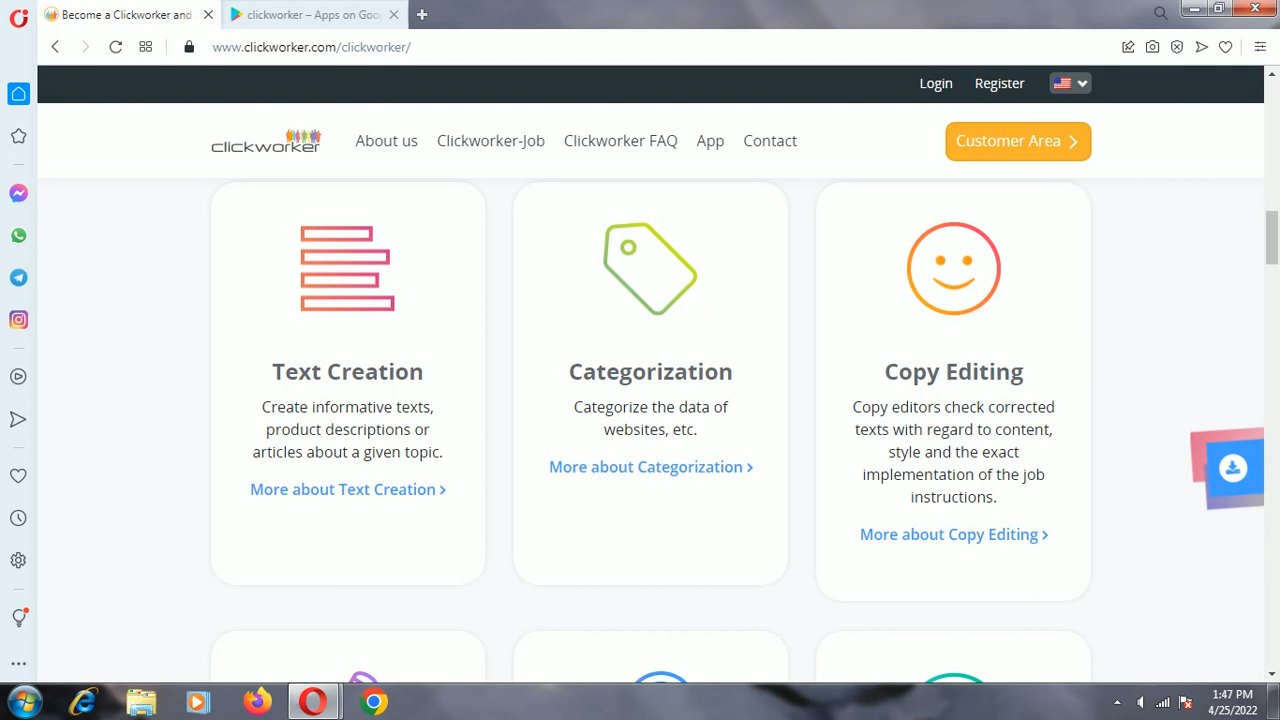 Become a Clickworker and
clickworker – Apps on Goo
www.clickworker.com/clickworker/
Login
Register
clickworker
About us
Clickworker-Job
Clickworker FAQ
App
Contact
Customer Area
Text Creation
Create informative texts,
product descriptions or
articles about a given topic.
More about Text Creation
Categorization
Categorize the data of
websites, etc.
More about Categorization
Copy Editing
Copy editors check corrected
texts with regard to content,
style and the exact
implementation of the job
instructions.
More about Copy Editing
1:47 PM
4/25/2022